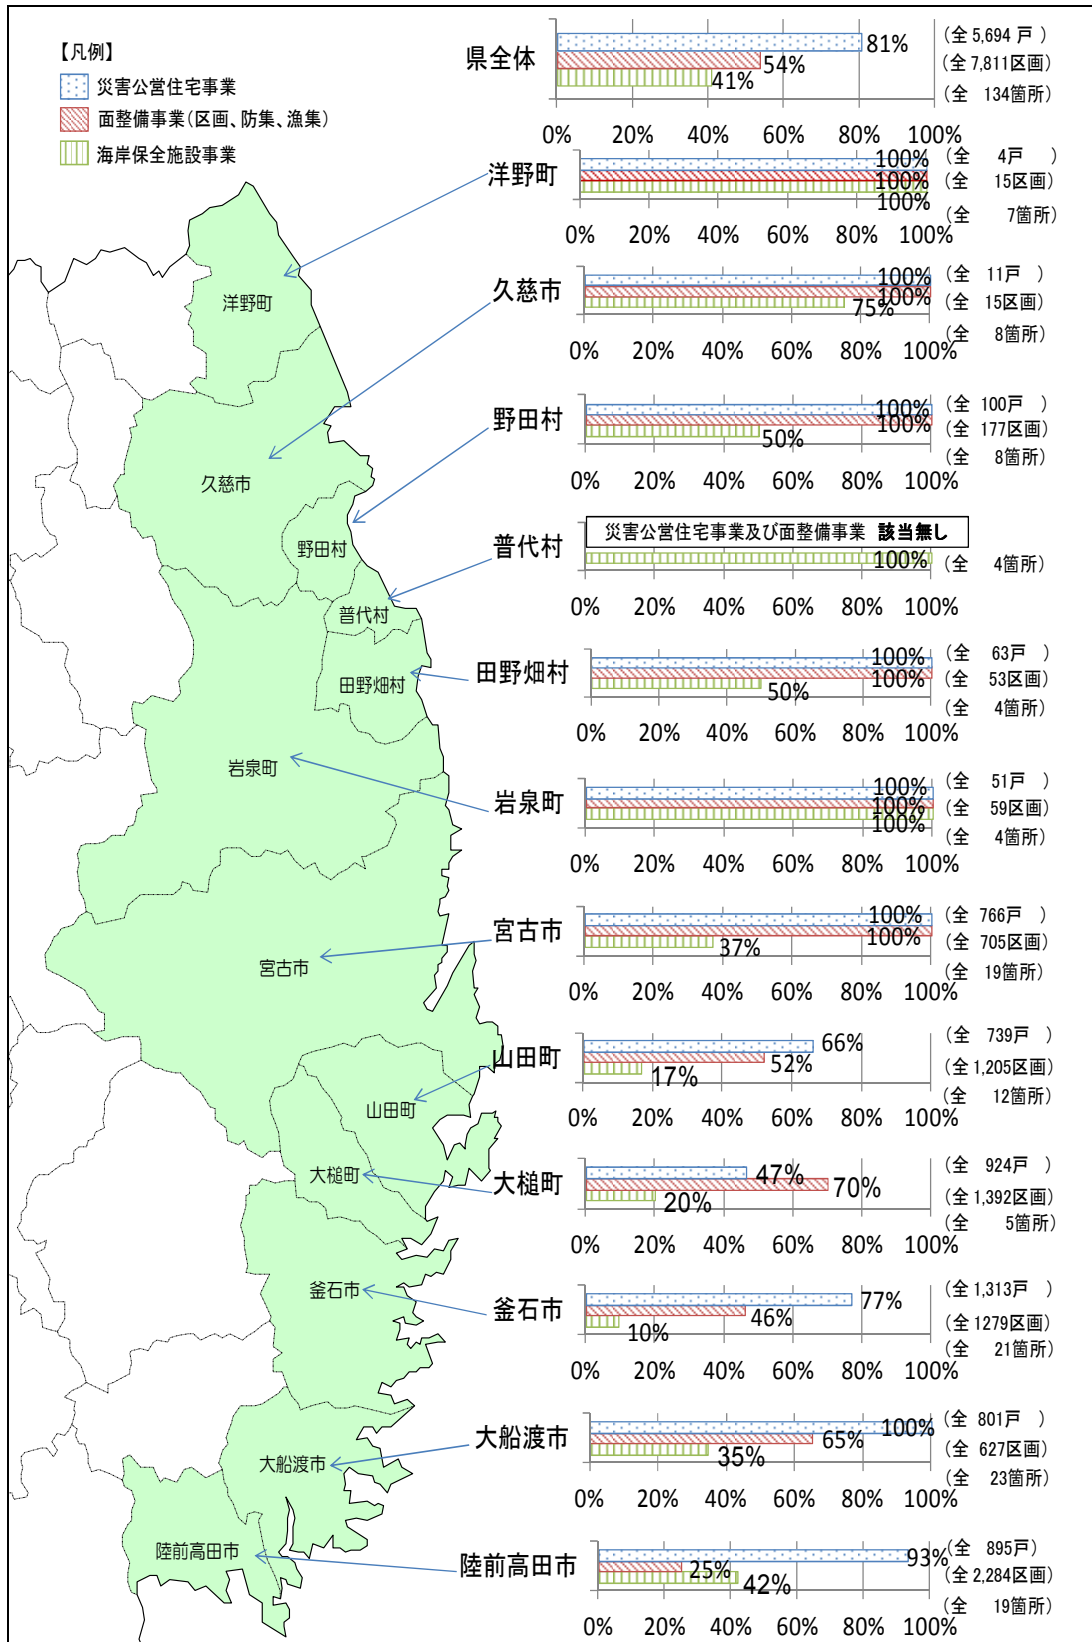 【凡例】
災害公営住宅事業
面整備事業(区画、防集、漁集)
海岸保全施設事業
県全体
81%
54%
41%
(全 5,694 戸 )
(全 7,811区画)
(全 134箇所)
0% 20% 40% 60% 80% 100%
洋野町
100%
100%
100%
(全 4戸 )
(全 15区画)
(全 7箇所)
0% 20% 40% 60% 80% 100%
久慈市
100%
100%
75%
(全 11戸 )
(全 15区画)
(全 8箇所)
0% 20% 40% 60% 80% 100%
野田村
100%
100%
50%
(全 100戸 )
(全 177区画)
(全 8箇所)
0% 20% 40% 60% 80% 100%
普代村
災害公営住宅事業及び面整備事業 該当無し
100%
(全 4箇所)
0% 20% 40% 60% 80% 100%
田野畑村
100%
100%
50%
(全 63戸 )
(全 53区画)
(全 4箇所)
0% 20% 40% 60% 80% 100%
岩泉町
100%
100%
100%
(全 51戸 )
(全 59区画)
(全 4箇所)
0% 20% 40% 60% 80% 100%
宮古市
100%
100%
37%
(全 766戸 )
(全 705区画)
(全 19箇所)
0% 20% 40% 60% 80% 100%
山田町
66%
52%
17%
(全 739戸 )
(全 1,205区画)
(全 12箇所)
0% 20% 40% 60% 80% 100%
大槌町
47%
70%
20%
(全 924戸 )
(全 1,392区画)
(全 5箇所)
0% 20% 40% 60% 80% 100%
釜石市
77%
46%
10%
(全 1,313戸 )
(全 1279区画)
(全 21箇所)
0% 20% 40% 60% 80% 100%
大船渡市
100%
65%
35%
(全 801戸 )
(全 627区画)
(全 23箇所)
0% 20% 40% 60% 80% 100%
陸前高田市
93%
25%
42%
(全 895戸)
(全 2,284区画)
(全 19箇所)
0% 20% 40% 60% 80% 100%
洋野町
久慈市
野田村
普代村
田野畑村
岩泉町
宮古市
山田町
大槌町
釜石市
大船渡市
陸前高田市